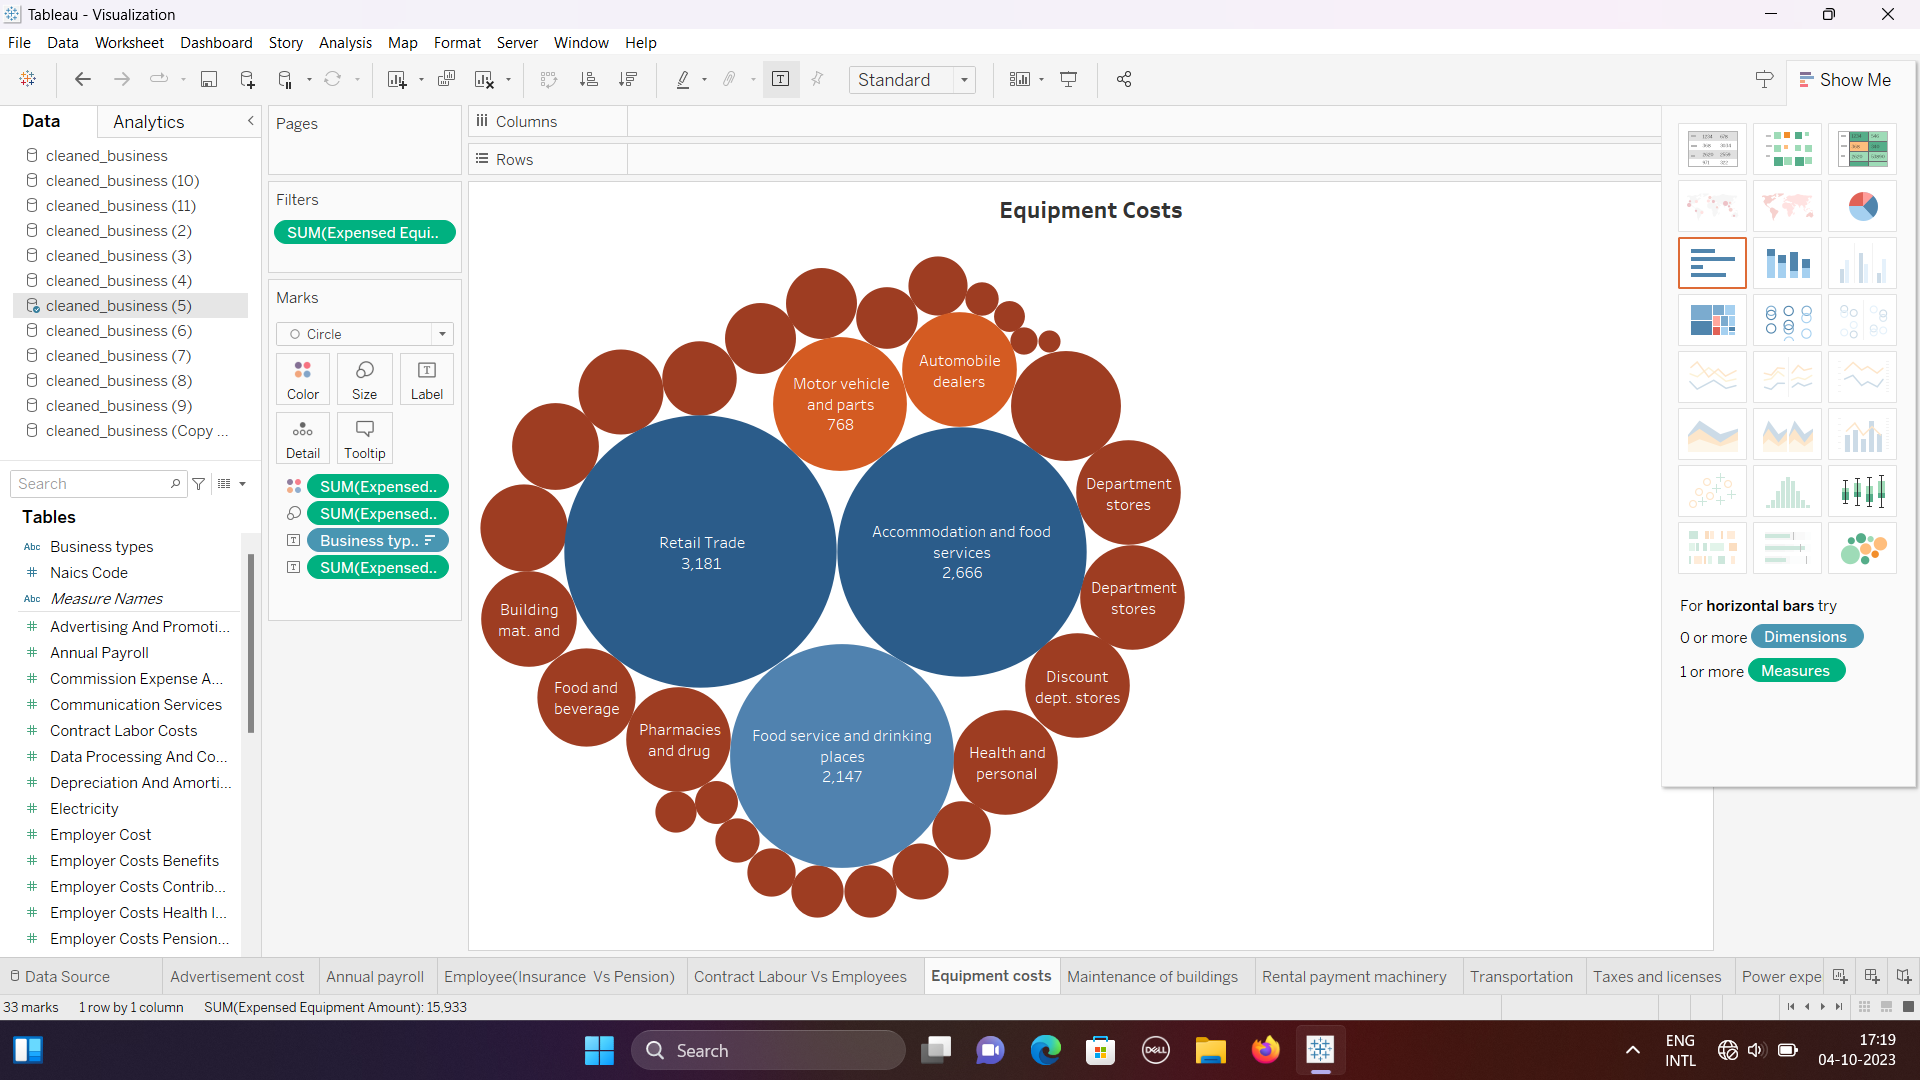 Tableau - Visualization
File Data Worksheet Dashboard Story Analysis Map Format Server Window Help
Standard
Show Me
Data Analytics
cleaned_business
cleaned_business (10)
cleaned_business (11)
cleaned_business (2)
cleaned_business (3)
cleaned_business (4)
cleaned_business (5)
cleaned_business (6)
cleaned_business (7)
cleaned_business (8)
cleaned_business (9)
cleaned_business (Copy ...
Search
Tables
Abc Business types
# Naics Code
Abc Measure Names
# Advertising And Promoti...
# Annual Payroll
# Commission Expense A...
# Communication Services
# Contract Labor Costs
# Data Processing And Co...
# Depreciation And Amorti...
# Electricity
# Employer Cost
# Employer Costs Benefits
# Employer Costs Contrib...
# Employer Costs Health I...
# Employer Costs Pension...
Pages
Filters
SUM(Expensed Equi..
Marks
Circle
Color Size Label
Detail Tooltip
SUM(Expensed..
SUM(Expensed..
Business typ..
SUM(Expensed..
Columns
Rows
Equipment Costs
Automobile
dealers
Motor vehicle
and parts
768
Department
stores
Retail Trade
3,181
Accommodation and food
services
2,666
Department
stores
Building
mat. and
Discount
dept. stores
Food and
beverage
Pharmacies
and drug
Food service and drinking
places
2,147
Health and
personal
For horizontal bars try
0 or more Dimensions
1 or more Measures
Data Source Advertisement cost Annual payroll Employee(Insurance Vs Pension) Contract Labour Vs Employees Equipment costs Maintenance of buildings Rental payment machinery Transportation Taxes and licenses Power expe
33 marks 1 row by 1 column SUM(Expensed Equipment Amount): 15,933
Search
DELL
ENG
INTL
17:19
04-10-2023